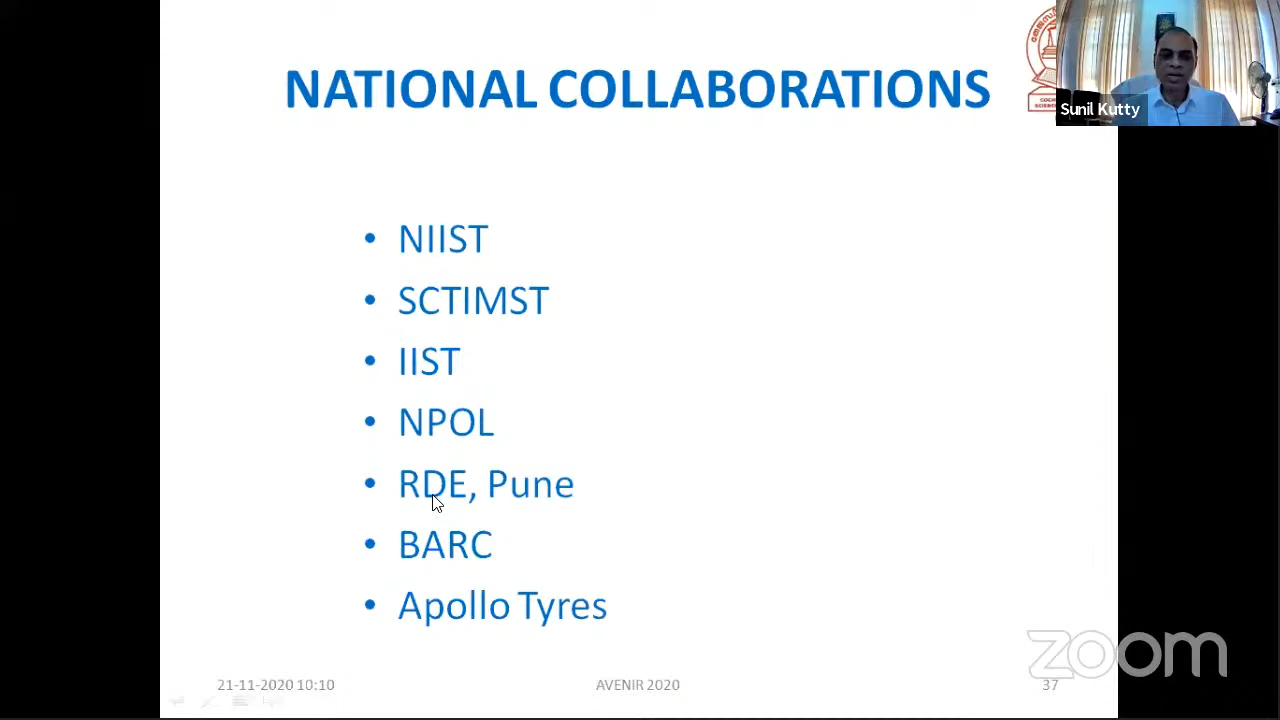 NATIONAL COLLABORATIONS
Sunil Kutty
• NIIST
• SCTIMST
• IIST
• NPOL
• RDE, Pune
• BARC
• Apollo Tyres
zoom
21-11-2020 10:10
AVENIR 2020
37